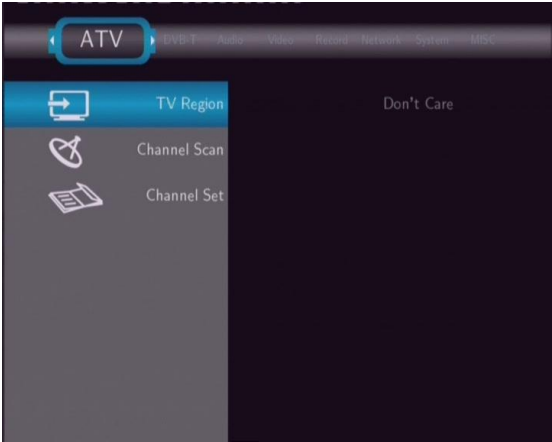 ATV DVB-T Audio Video Record Network System MISC
TV Region Don't Care
Channel Scan
Channel Set